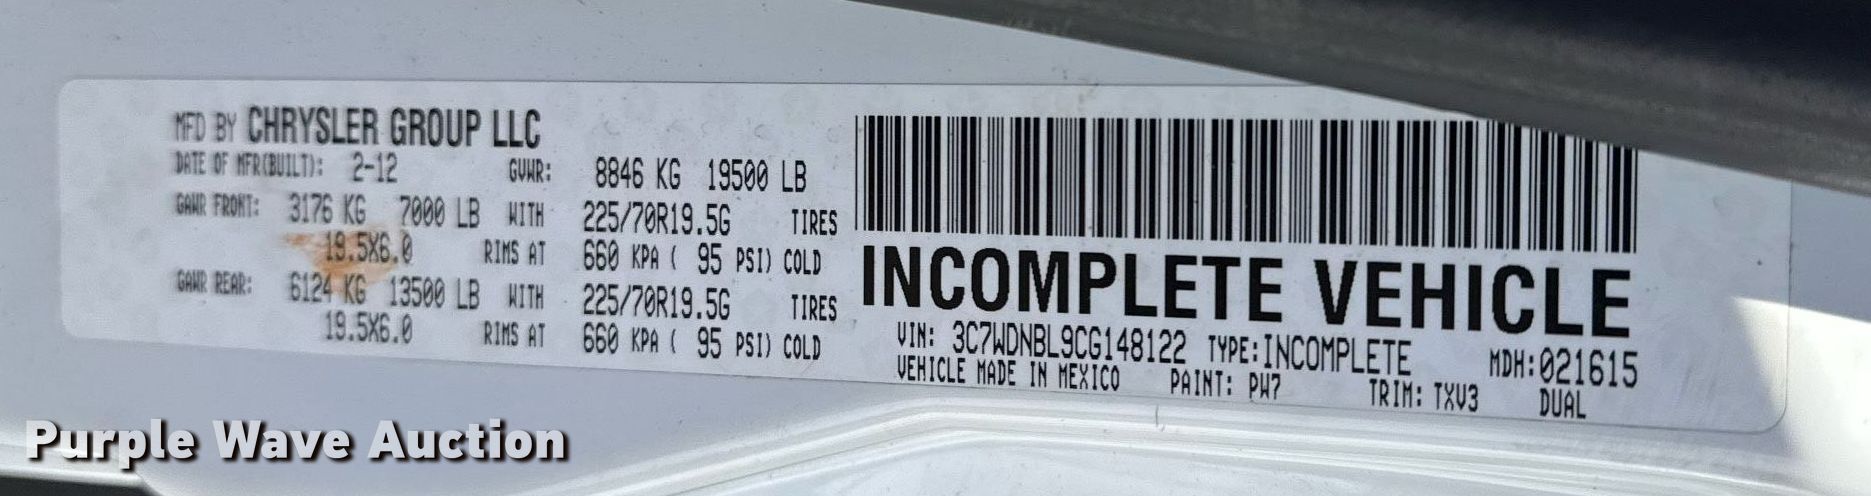 MFD BY CHRYSLER GROUP LLC
DATE OF MFR(BUILT): 2-12 GVWR: 8846 KG 19500 LB
GAWR FRONT: 3176 KG 7000 LB WITH 225/70R19.5G TIRES
19.5X6.0 RIMS AT 660 KPA ( 95 PSI) COLD
GAWR REAR: 6124 KG 13500 LB WITH 225/70R19.5G TIRES
19.5X6.0 RIMS AT 660 KPA ( 95 PSI) COLD
INCOMPLETE VEHICLE
VIN: 3C7WDNBL9CG148122 TYPE:INCOMPLETE MDH:021615
VEHICLE MADE IN MEXICO PAINT: PW7 TRIM: TXV3 DUAL
Purple Wave Auction